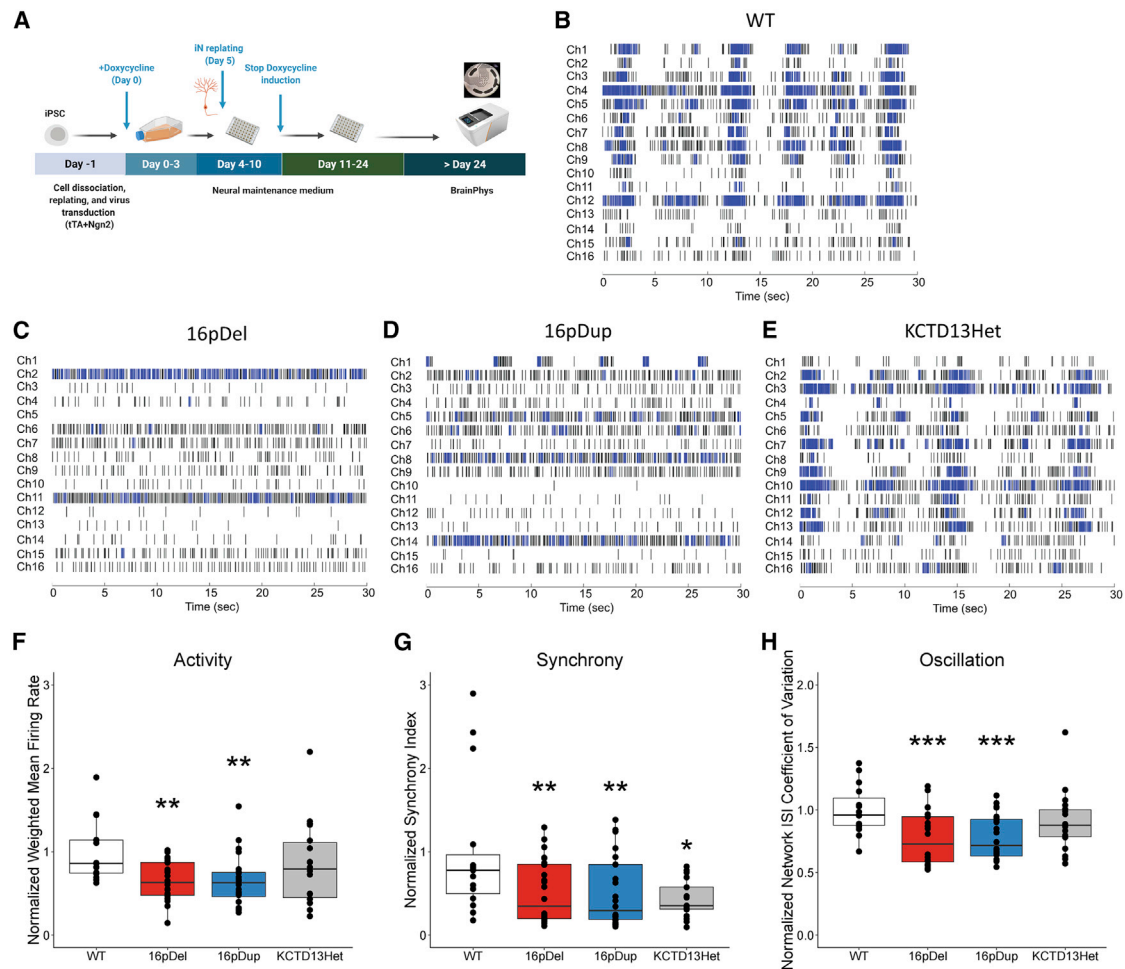 A
+Doxycycline
(Day 0)
iN replating
(Day 5)
Stop Doxycycline
induction
iPSC
Day -1
Day 0-3
Day 4-10
Day 11-24
> Day 24
Cell dissociation,
replating, and virus
transduction
(tTA+Ngn2)
Neural maintenance medium
BrainPhys
B
WT
Ch1
Ch2
Ch3
Ch4
Ch5
Ch6
Ch7
Ch8
Ch9
Ch10
Ch11
Ch12
Ch13
Ch14
Ch15
Ch16
0 5 10 15 20 25 30
Time (sec)
C
16pDel
Ch1
Ch2
Ch3
Ch4
Ch5
Ch6
Ch7
Ch8
Ch9
Ch10
Ch11
Ch12
Ch13
Ch14
Ch15
Ch16
0 5 10 15 20 25 30
Time (sec)
D
16pDup
Ch1
Ch2
Ch3
Ch4
Ch5
Ch6
Ch7
Ch8
Ch9
Ch10
Ch11
Ch12
Ch13
Ch14
Ch15
Ch16
0 5 10 15 20 25 30
Time (sec)
E
KCTD13Het
Ch1
Ch2
Ch3
Ch4
Ch5
Ch6
Ch7
Ch8
Ch9
Ch10
Ch11
Ch12
Ch13
Ch14
Ch15
Ch16
0 5 10 15 20 25 30
Time (sec)
F
Activity
Normalized Weighted Mean Firing Rate
3
2
1
0
**
**
WT 16pDel 16pDup KCTD13Het
G
Synchrony
Normalized Synchrony Index
3
2
1
0
**
**
*
WT 16pDel 16pDup KCTD13Het
H
Oscillation
Normalized Network ISI Coefficient of Variation
2.0
1.5
1.0
0.5
0.0
***
***
WT 16pDel 16pDup KCTD13Het